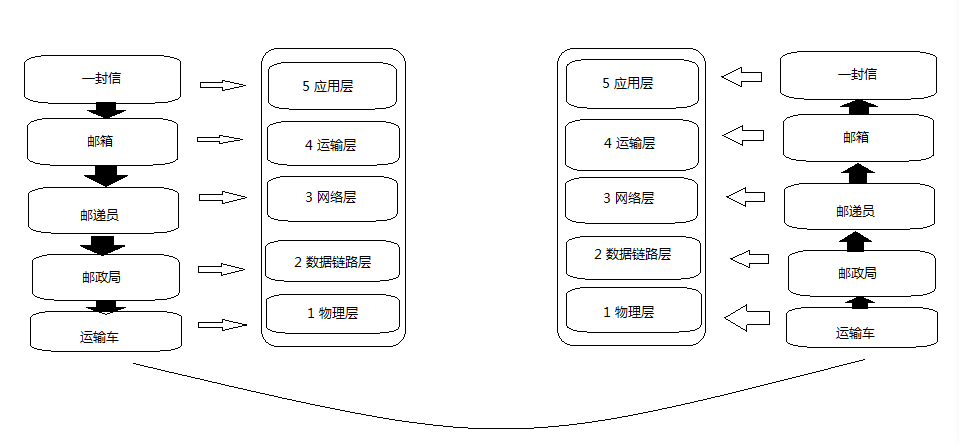 一封信
邮箱
邮递员
邮政局
运输车
5 应用层
4 运输层
3 网络层
2 数据链路层
1 物理层
5 应用层
4 运输层
3 网络层
2 数据链路层
1 物理层
一封信
邮箱
邮递员
邮政局
运输车